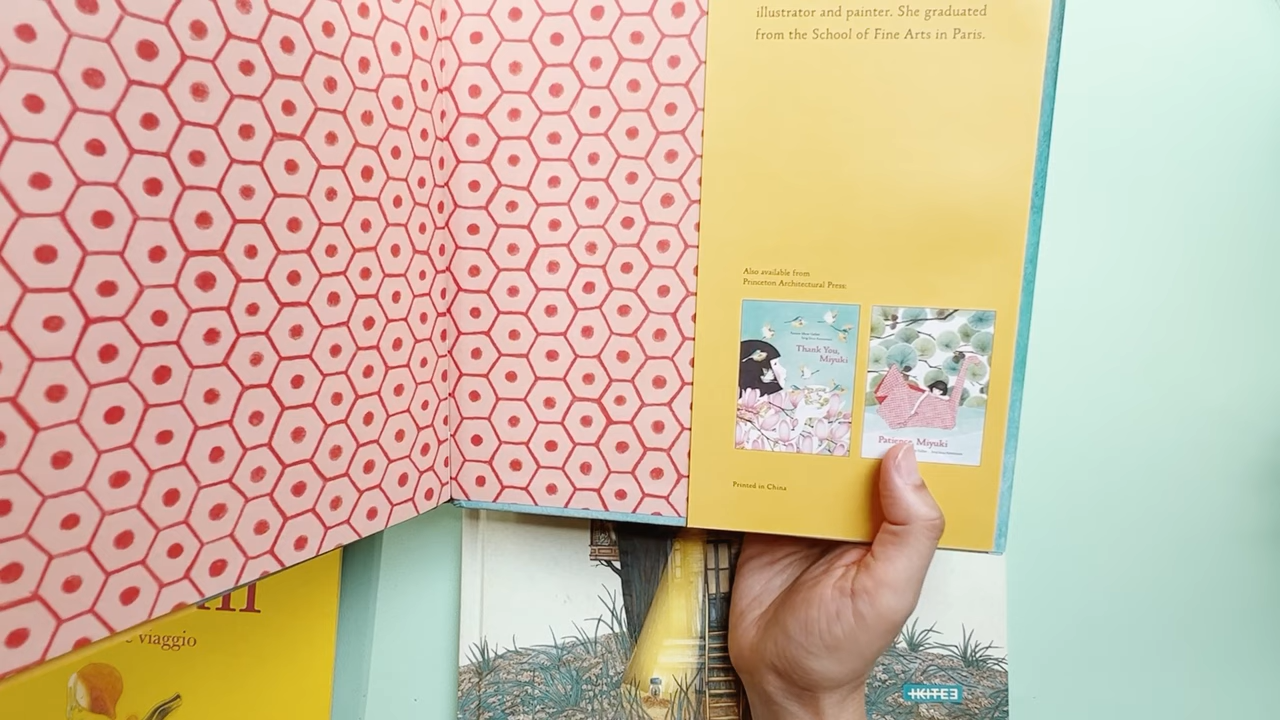 illustrator and painter. She graduated
from the School of Fine Arts in Paris.
Also available from
Princeton Architectural Press:
Thank You,
Miyuki
Patience, Miyuki
Printed in China
viaggio
KITE